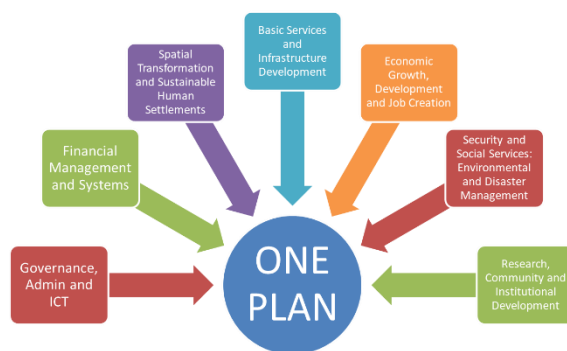 Basic Services
and
Infrastructure
Development
Spatial
Transformation
and Sustainable
Human
Settlements
Economic
Growth,
Development
and Job Creation
Financial
Management
and Systems
Security and
Social Services:
Environmental
and Disaster
Management
Governance,
Admin and
ICT
ONE
PLAN
Research,
Community and
Institutional
Development